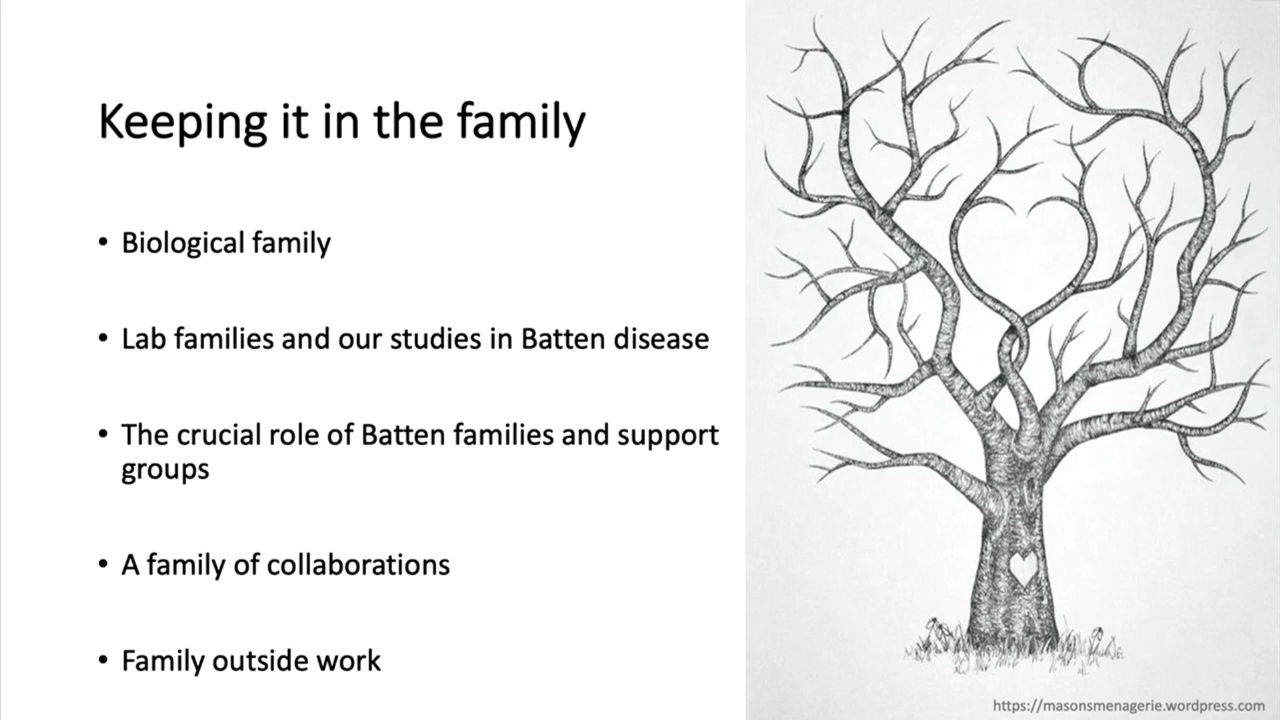 Keeping it in the family
• Biological family
• Lab families and our studies in Batten disease
• The crucial role of Batten families and support
groups
• A family of collaborations
• Family outside work
https://masonsmenagerie.wordpress.com